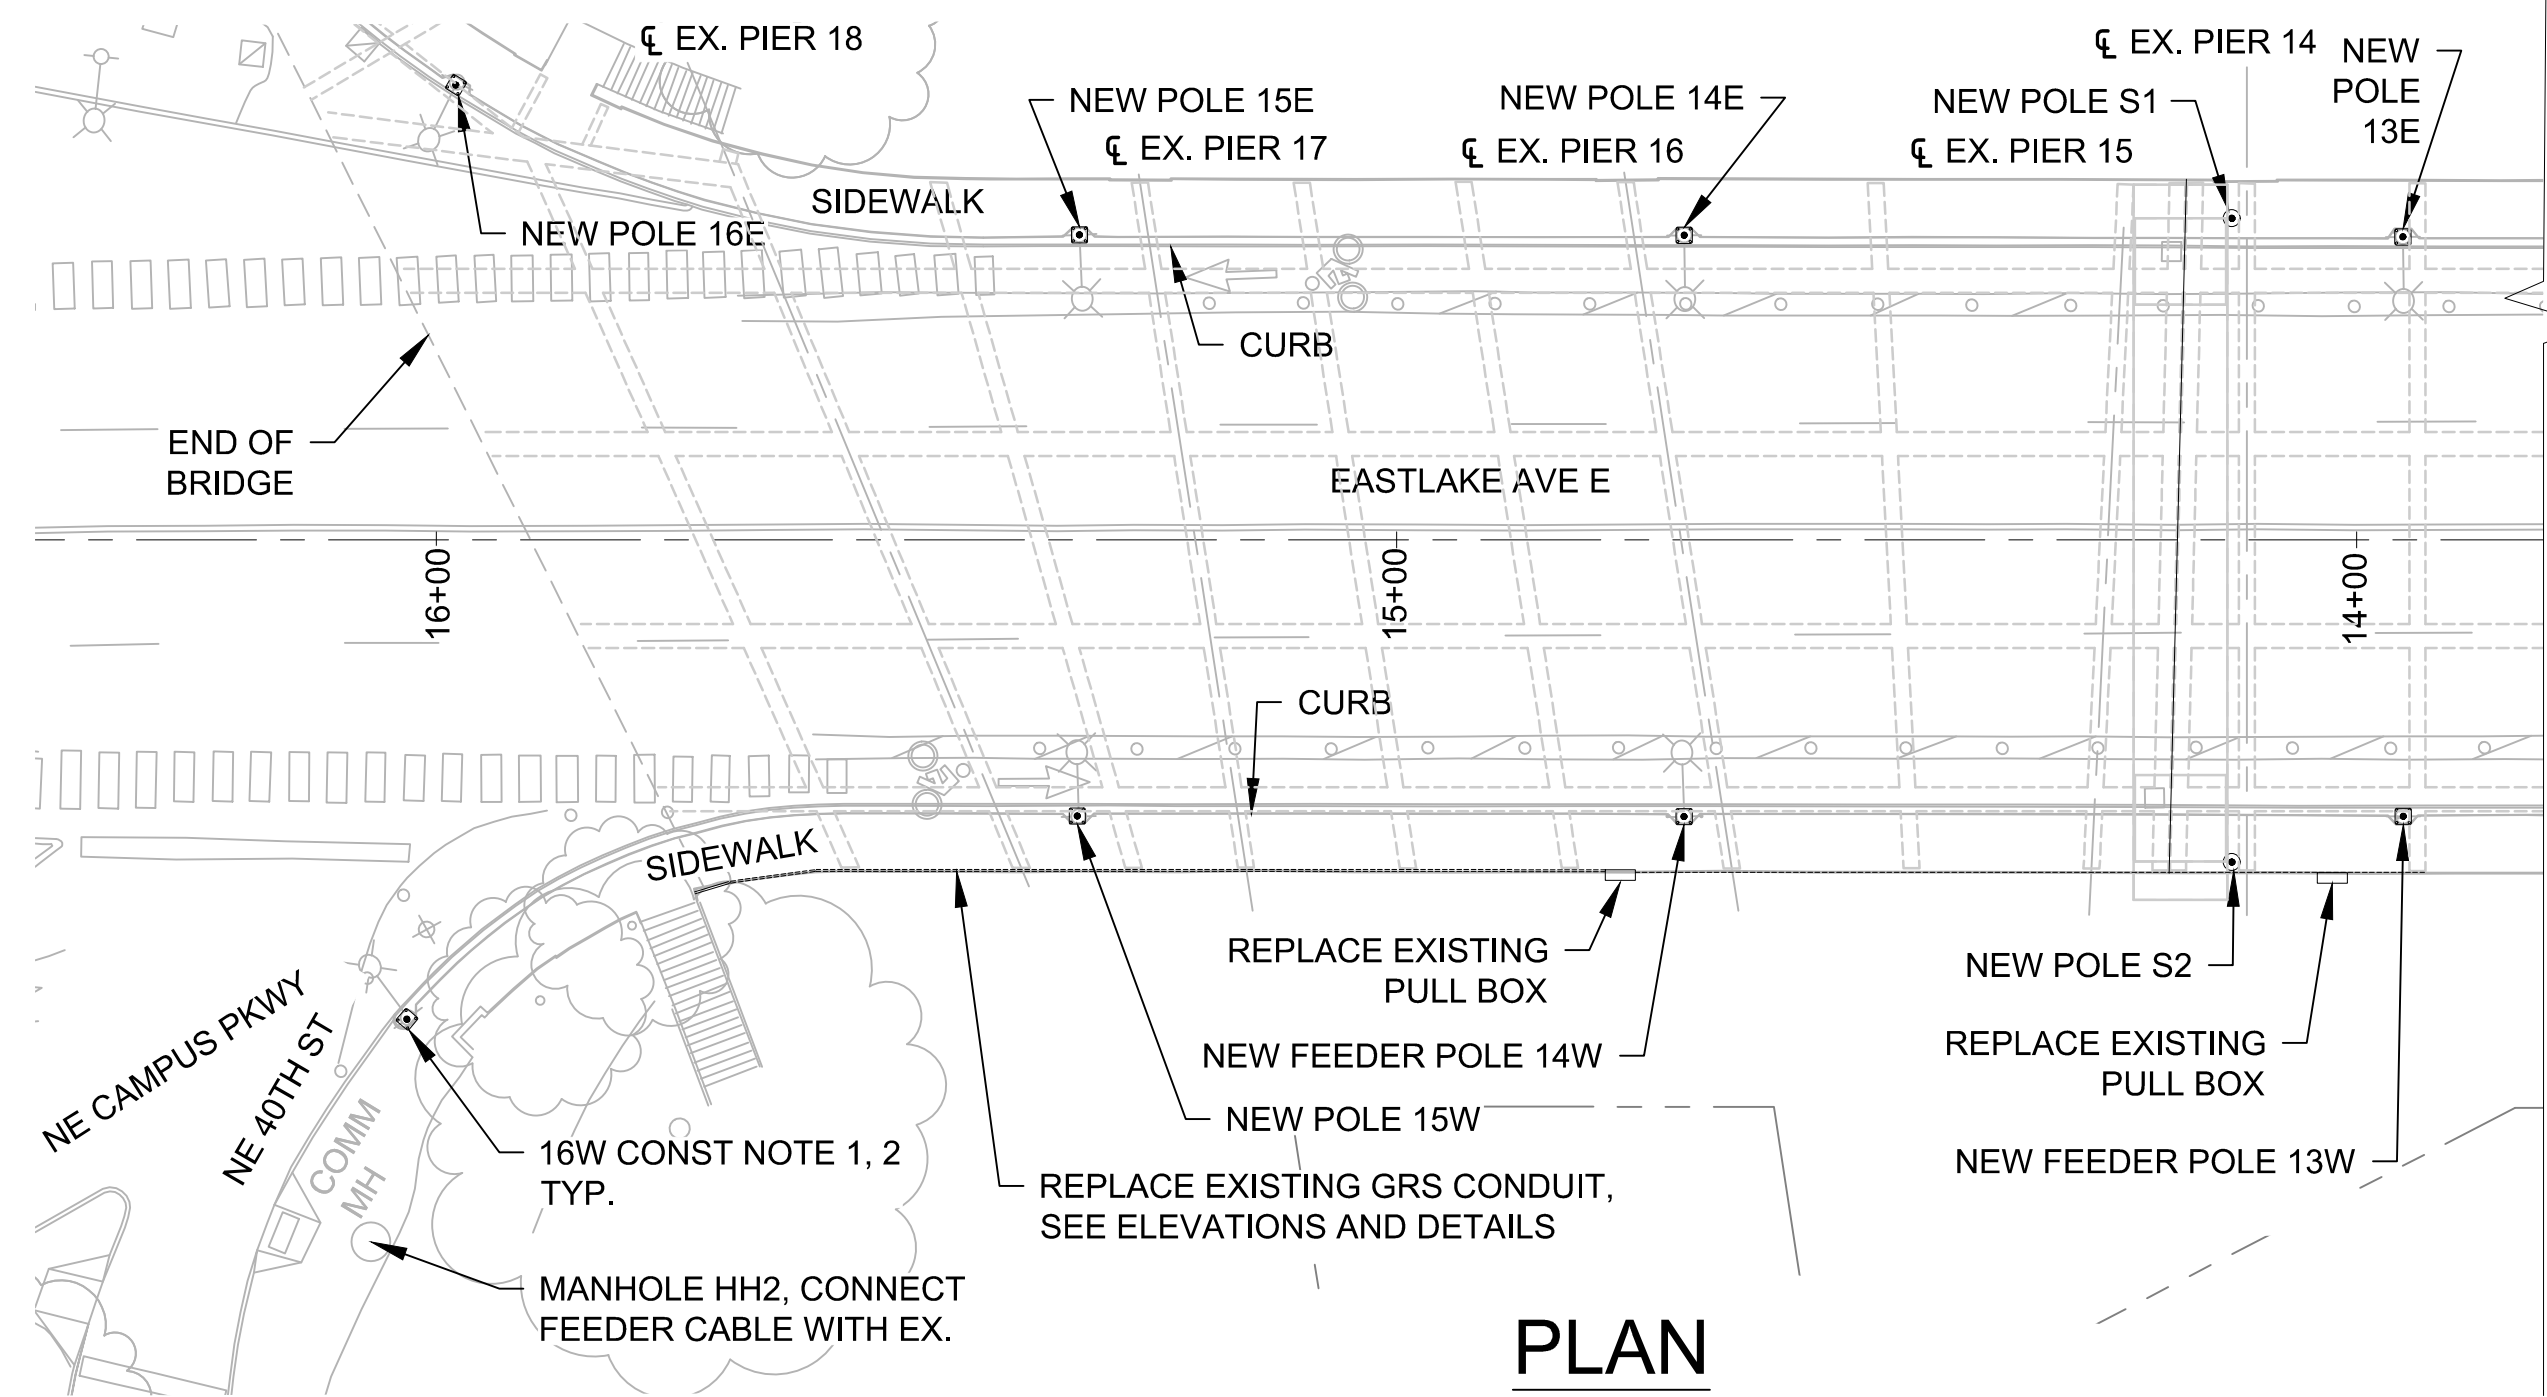 ℄ EX. PIER 18
℄ EX. PIER 14
NEW
POLE
13E
NEW POLE 15E
NEW POLE 14E
NEW POLE S1
℄ EX. PIER 17
℄ EX. PIER 16
℄ EX. PIER 15
SIDEWALK
NEW POLE 16E
CURB
END OF
BRIDGE
EASTLAKE AVE E
16+00
15+00
14+00
CURB
SIDEWALK
REPLACE EXISTING
PULL BOX
NEW POLE S2
NEW FEEDER POLE 14W
REPLACE EXISTING
PULL BOX
NE CAMPUS PKWY
NE 40TH ST
COMM
MH
NEW POLE 15W
16W CONST NOTE 1, 2
TYP.
NEW FEEDER POLE 13W
REPLACE EXISTING GRS CONDUIT,
SEE ELEVATIONS AND DETAILS
MANHOLE HH2, CONNECT
FEEDER CABLE WITH EX.
PLAN